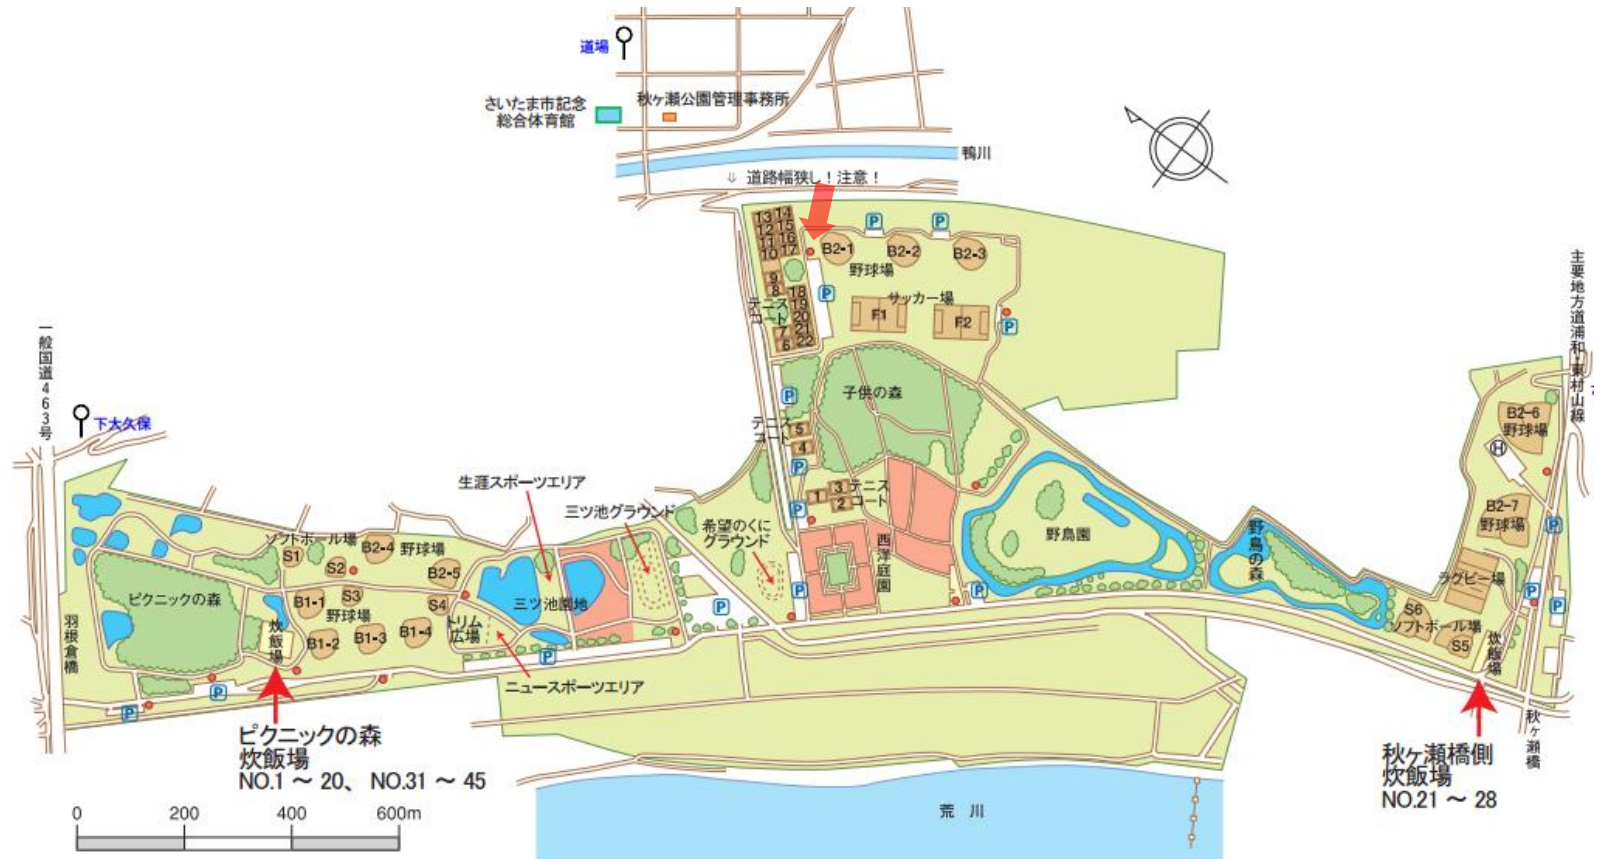 道場
さいたま市記念
総合体育館
秋ヶ瀬公園管理事務所
鴨川
⇓ 道路幅狭し！注意！
13 14
12 15
11 16
10 17
9
8 18
19
20
7 21
6 22
テニス
コート
P
P
B2-1
B2-2
B2-3
野球場
P
サッカー場
F1
F2
P
子供の森
P
テニス
コート
5
4
P
3
1
2
テニス
コート
P
西洋庭園
野鳥園
野鳥の森
P
P
主要地方道浦和・東村山線
B2-6
野球場
H
B2-7
野球場
P
ラグビー場
P
P
S6
ソフトボール場
S5
炊飯場
秋ヶ瀬橋
秋ヶ瀬橋側
炊飯場
NO.21 ～ 28
一般国道463号
下大久保
羽根倉橋
ピクニックの森
炊飯場
ソフトボール場
S1
S2
B2-4
野球場
B2-5
B1-1
S3
野球場
S4
B1-2
B1-3
B1-4
トリム
広場
生涯スポーツエリア
三ツ池グラウンド
希望のくに
グラウンド
三ツ池園地
P
P
ニュースポーツエリア
P
P
ピクニックの森
炊飯場
NO.1 ～ 20、 NO.31 ～ 45
0 200 400 600m
荒 川